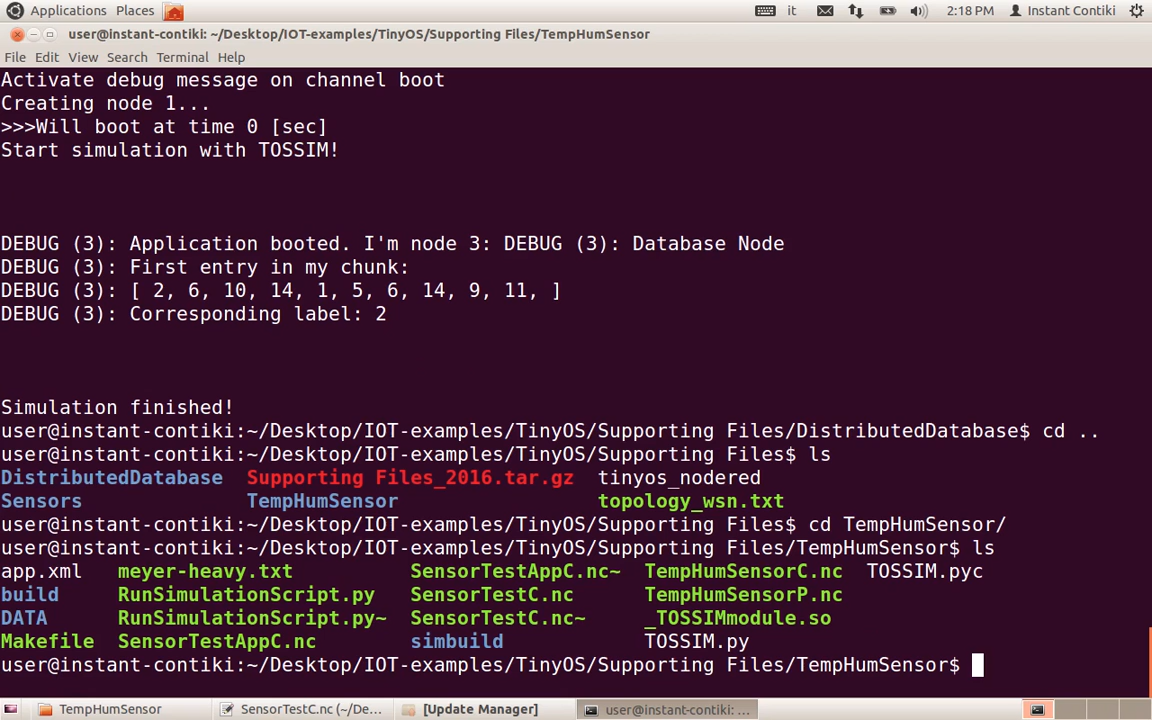 Applications Places it 2:18 PM Instant Contiki
user@instant-contiki: ~/Desktop/IOT-examples/TinyOS/Supporting Files/TempHumSensor
File Edit View Search Terminal Help
Activate debug message on channel boot
Creating node 1...
>>>Will boot at time 0 [sec]
Start simulation with TOSSIM!
DEBUG (3): Application booted. I'm node 3: DEBUG (3): Database Node
DEBUG (3): First entry in my chunk:
DEBUG (3): [ 2, 6, 10, 14, 1, 5, 6, 14, 9, 11, ]
DEBUG (3): Corresponding label: 2
Simulation finished!
user@instant-contiki:~/Desktop/IOT-examples/TinyOS/Supporting Files/DistributedDatabase$ cd ..
user@instant-contiki:~/Desktop/IOT-examples/TinyOS/Supporting Files$ ls
DistributedDatabase Supporting Files_2016.tar.gz tinyos_nodered
Sensors TempHumSensor topology_wsn.txt
user@instant-contiki:~/Desktop/IOT-examples/TinyOS/Supporting Files$ cd TempHumSensor/
user@instant-contiki:~/Desktop/IOT-examples/TinyOS/Supporting Files/TempHumSensor$ ls
app.xml meyer-heavy.txt SensorTestAppC.nc~ TempHumSensorC.nc TOSSIM.pyc
build RunSimulationScript.py SensorTestC.nc TempHumSensorP.nc
DATA RunSimulationScript.py~ SensorTestC.nc~ _TOSSIMmodule.so
Makefile SensorTestAppC.nc simbuild TOSSIM.py
user@instant-contiki:~/Desktop/IOT-examples/TinyOS/Supporting Files/TempHumSensor$
TempHumSensor SensorTestC.nc (~/De... [Update Manager] user@instant-contiki: ...